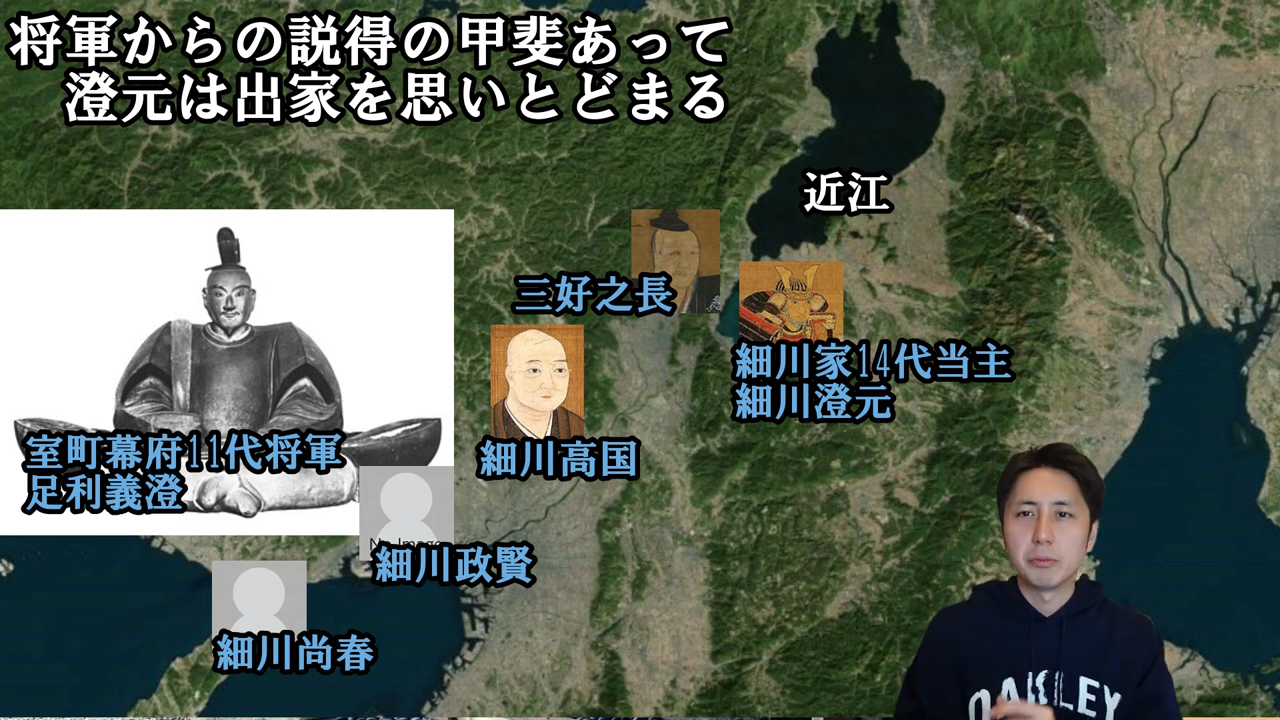 将軍からの説得の甲斐あって
澄元は出家を思いとどまる
近江
三好之長
細川家14代当主
細川澄元
細川高国
室町幕府11代将軍
足利義澄
細川政賢
細川尚春
OAKLEY